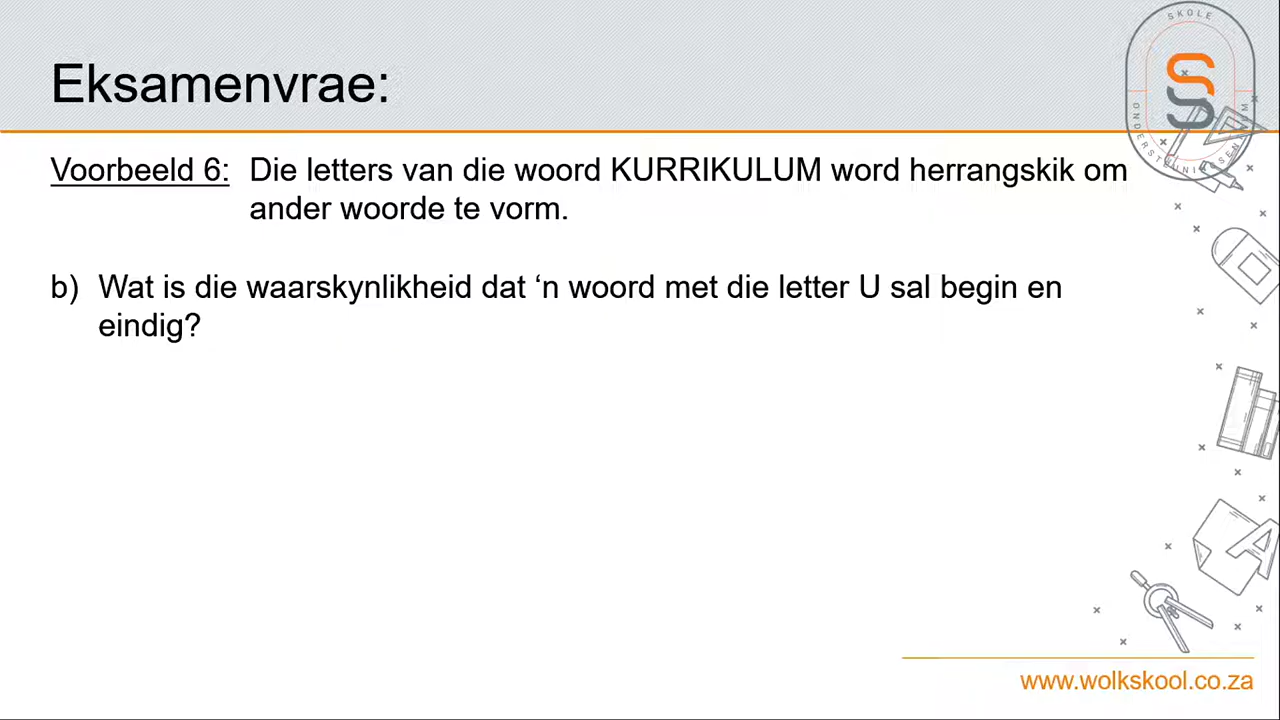 SKOLE
Eksamenvrae:
Voorbeeld 6: Die letters van die woord KURRIKULUM word herrangskik om
ander woorde te vorm.
b) Wat is die waarskynlikheid dat ‘n woord met die letter U sal begin en
eindig?
www.wolkskool.co.za